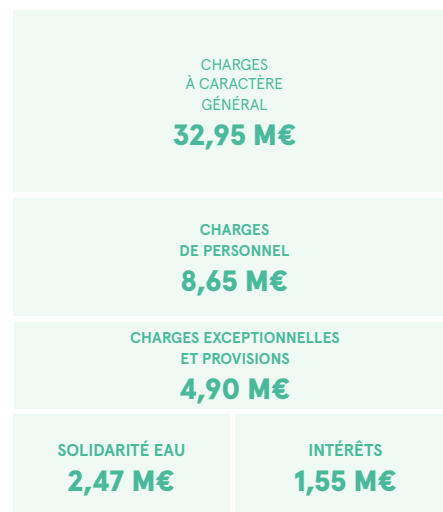 CHARGES
À CARACTÈRE
GÉNÉRAL
32,95 M€
CHARGES
DE PERSONNEL
8,65 M€
CHARGES EXCEPTIONNELLES
ET PROVISIONS
4,90 M€
SOLIDARITÉ EAU
2,47 M€
INTÉRÊTS
1,55 M€